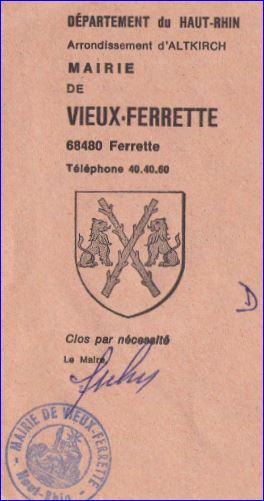 DÉPARTEMENT du HAUT-RHIN
Arrondissement d'ALTKIRCH
MAIRIE
DE
VIEUX-FERRETTE
68480 Ferrette
Téléphone 40.40.60
D
Clos par nécessité
Le Maire,
MAIRIE DE VIEUX-FERRETTE
Haut-Rhin